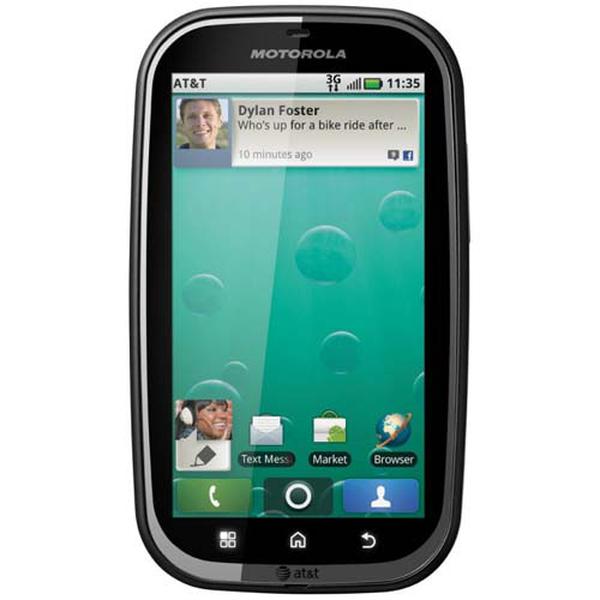 MOTOROLA
AT&T 3G 11:35
Dylan Foster
Who's up for a bike ride after ...
10 minutes ago
Text Mess
Market
Browser
at&t